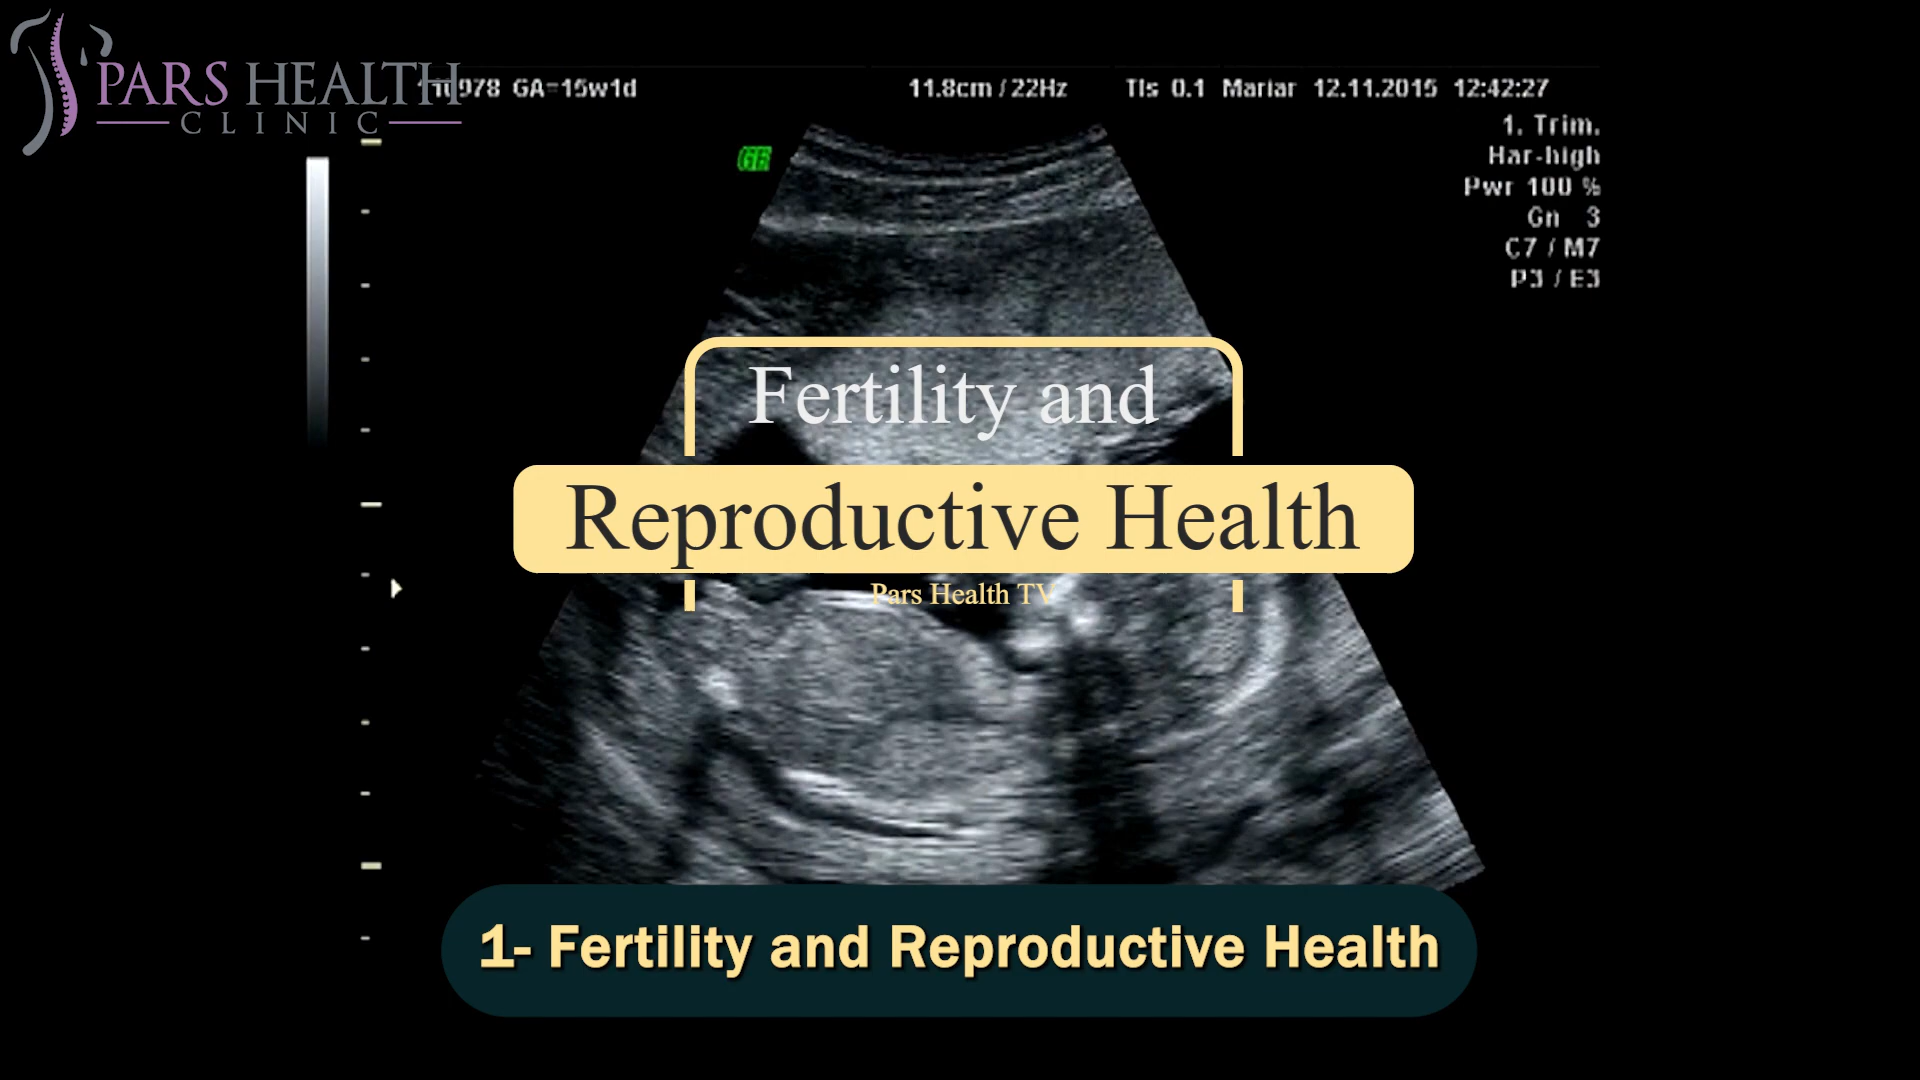 PARS HEALTH
CLINIC
978 GA=15w1d 11.8cm / 22Hz TIs 0.1 Mariar 12.11.2015 12:42:27
1. Trim.
Har-high
Pwr 100 %
Gn 3
C7 / M7
P3 / E3
Fertility and
Reproductive Health
Pars Health TV
1- Fertility and Reproductive Health